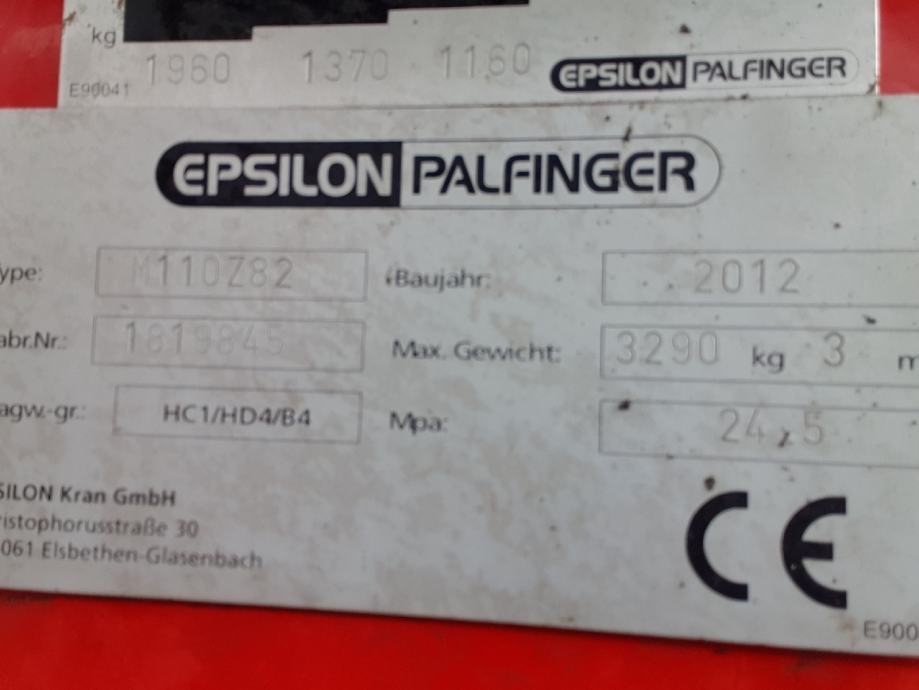 kg
1960 1370 1160
E90041
EPSILON PALFINGER
EPSILON PALFINGER
ype: M110Z82 Baujahr: 2012
abr.Nr.: 1819845 Max. Gewicht: 3290 kg 3 m
agw.-gr.: HC1/HD4/B4 Mpa: 24,5
SILON Kran GmbH
ristophorusstraße 30
061 Elsbethen-Glasenbach
CE
E900